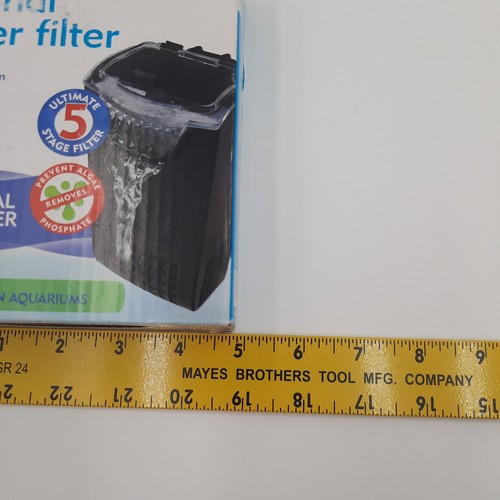 er filter
ULTIMATE
5
STAGE FILTER
PREVENT ALGAE
REMOVES
PHOSPHATE
AL
ER
N AQUARIUMS
1 2 3 4 5 6 7 8 9
SR 24 MAYES BROTHERS TOOL MFG. COMPANY
22 21 20 19 18 17 16 15